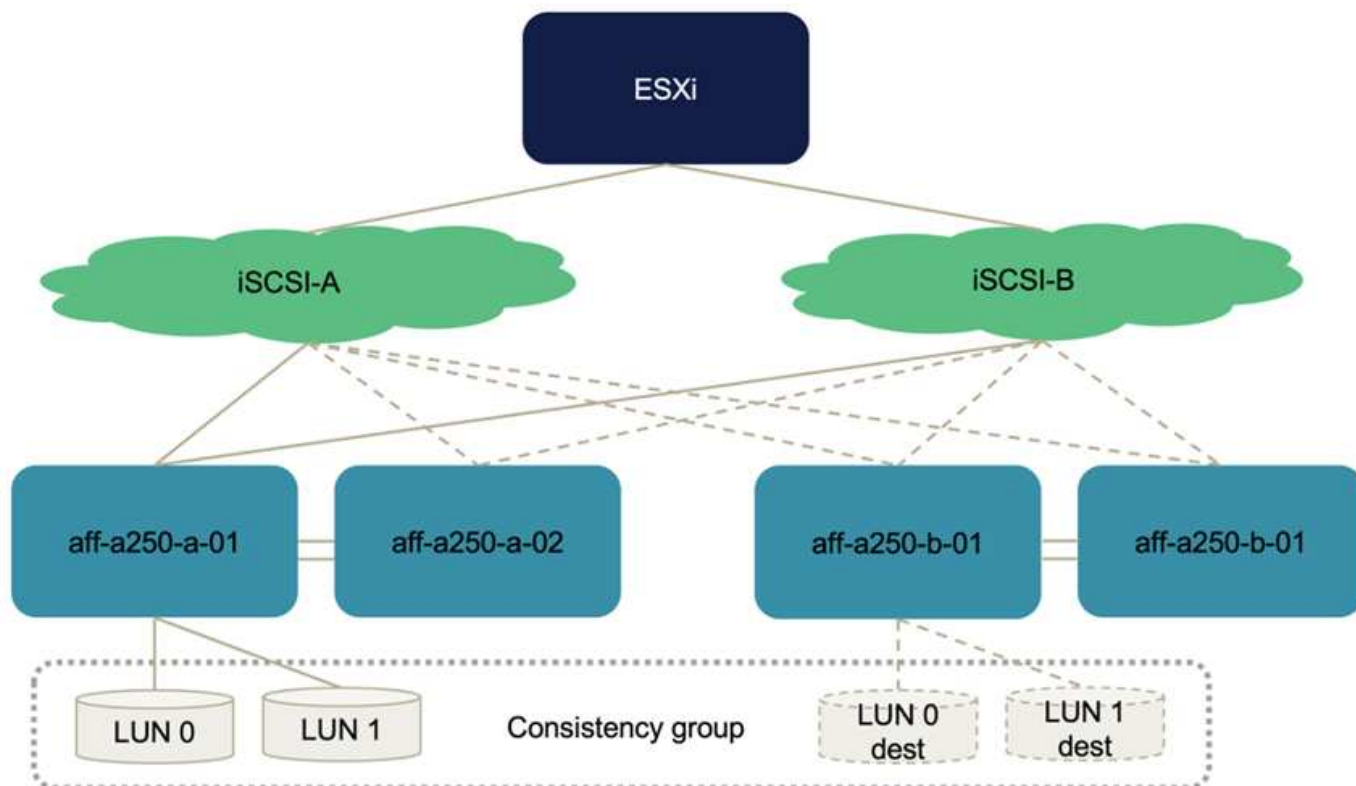 ESXi
iSCSI-A
iSCSI-B
aff-a250-a-01
aff-a250-a-02
aff-a250-b-01
aff-a250-b-01
LUN 0
LUN 1
Consistency group
LUN 0
dest
LUN 1
dest